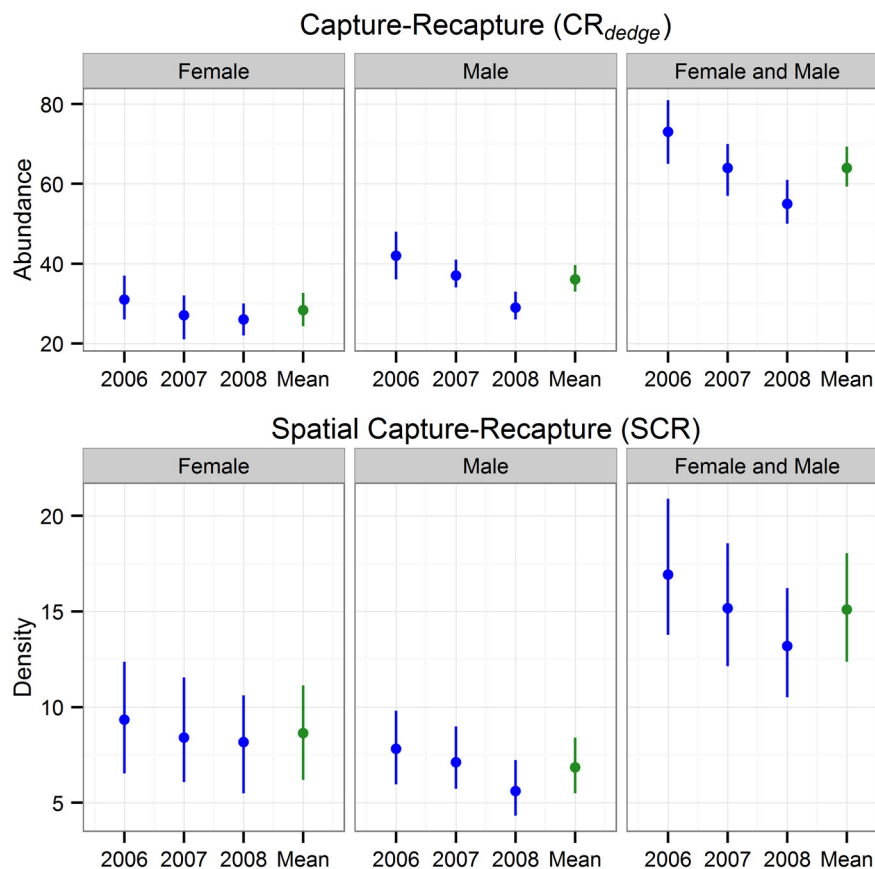 Capture-Recapture (CRdedge)
Female Male Female and Male
Abundance
80
60
40
20
2006 2007 2008 Mean 2006 2007 2008 Mean 2006 2007 2008 Mean
Spatial Capture-Recapture (SCR)
Female Male Female and Male
Density
20
15
10
5
2006 2007 2008 Mean 2006 2007 2008 Mean 2006 2007 2008 Mean